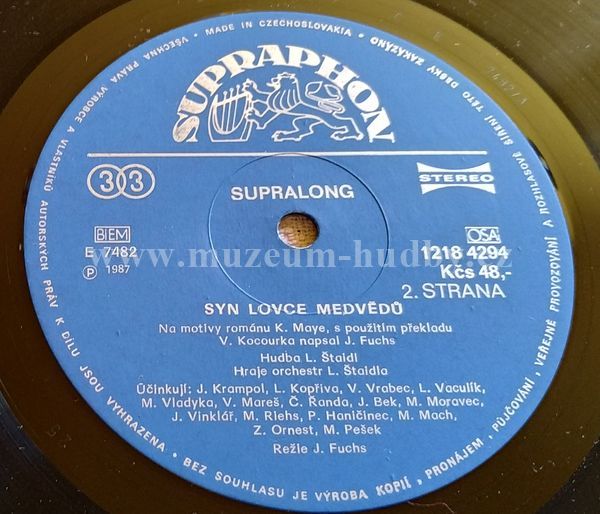 VŠECHNA PRÁVA VÝROBCE A VLASTNÍKŮ AUTORSKÝCH PRÁV K DÍLU JSOU VYHRAZENA • BEZ SOUHLASU JE VÝROBA KOPIÍ, PRONÁJEM, PŮJČOVÁNÍ, VEŘEJNÉ PROVOZOVÁNÍ A ROZHLASOVÉ ŠÍŘENÍ TÉTO DESKY ZAKÁZÁNO • MADE IN CZECHOSLOVAKIA •
SUPRAPHON
33
SUPRALONG
STEREO
BIEM
OSA
E 7482
1218 4294
www.muzeum-hudby.cz
P 1987
Kčs 48,-
2. STRANA
SYN LOVCE MEDVĚDŮ
Na motivy románu K. Maye, s použitím překladu
V. Kocourka napsal J. Fuchs
Hudba L. Štaidl
Hraje orchestr L. Štaidla
Účinkují: J. Krampol, L. Kopřiva, V. Vrabec, L. Vaculík,
M. Vladyka, V. Mareš, Č. Řanda, J. Bek, M. Moravec,
J. Vinklář, M. Riehs, P. Haničinec, M. Mach,
Z. Ornest, M. Pešek
Režie J. Fuchs